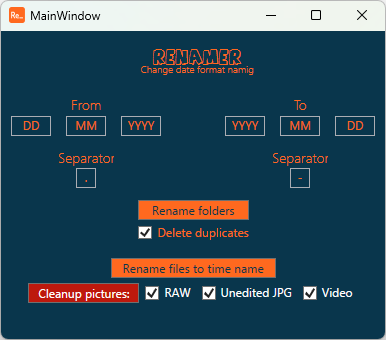 Re.. MainWindow
RENAMER
Change date format namig
From To
DD MM YYYY YYYY MM DD
Separator Separator
. -
Rename folders
Delete duplicates
Rename files to time name
Cleanup pictures: RAW Unedited JPG Video